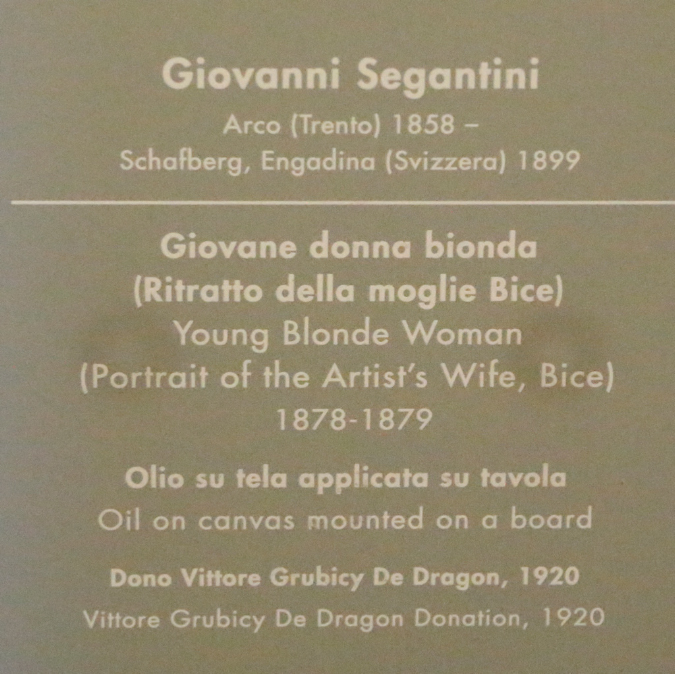 Giovanni Segantini
Arco (Trento) 1858 –
Schafberg, Engadina (Svizzera) 1899
Giovane donna bionda
(Ritratto della moglie Bice)
Young Blonde Woman
(Portrait of the Artist's Wife, Bice)
1878-1879
Olio su tela applicata su tavola
Oil on canvas mounted on a board
Dono Vittore Grubicy De Dragon, 1920
Vittore Grubicy De Dragon Donation, 1920